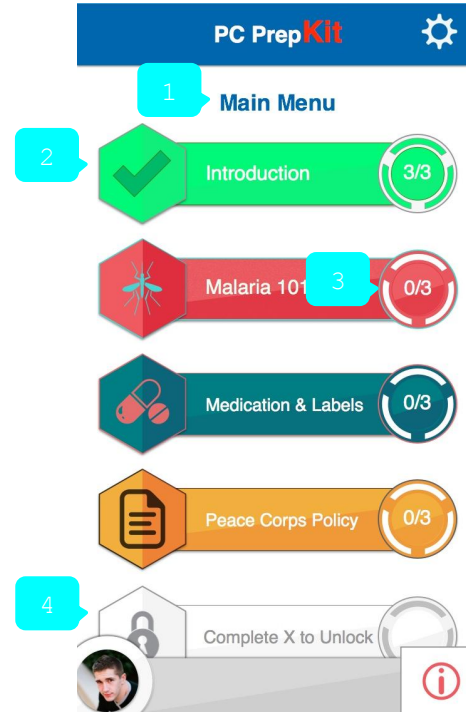 PC PrepKit
1
Main Menu
2
Introduction
3/3
Malaria 101
3
0/3
Medication & Labels
0/3
Peace Corps Policy
0/3
4
Complete X to Unlock